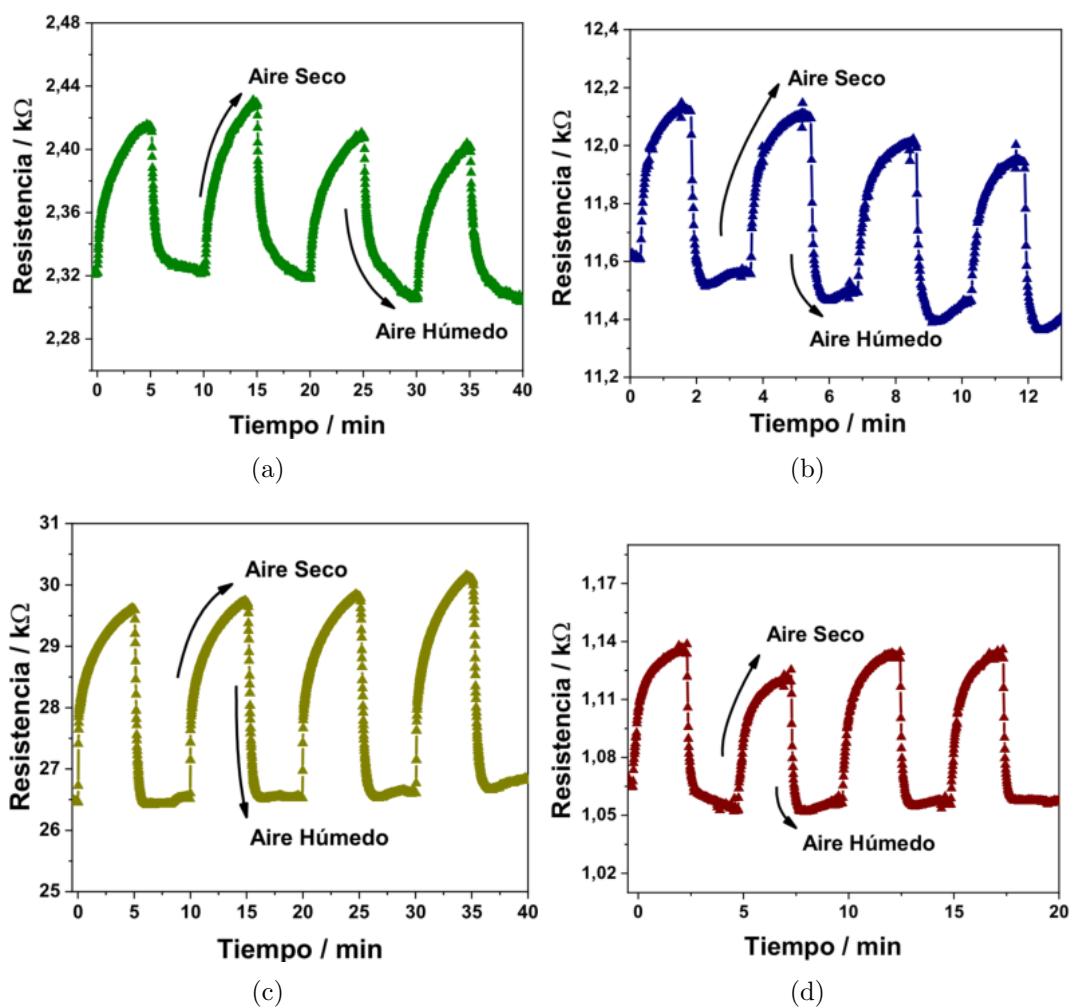 2,48
2,44
2,40
2,36
2,32
2,28
Resistencia / kΩ
Aire Seco
Aire Húmedo
0 5 10 15 20 25 30 35 40
Tiempo / min
(a)
12,4
12,2
12,0
11,8
11,6
11,4
11,2
Resistencia / kΩ
Aire Seco
Aire Húmedo
0 2 4 6 8 10 12
Tiempo / min
(b)
31
30
29
28
27
26
25
Resistencia / kΩ
Aire Seco
Aire Húmedo
0 5 10 15 20 25 30 35 40
Tiempo / min
(c)
1,17
1,14
1,11
1,08
1,05
1,02
Resistencia / kΩ
Aire Seco
Aire Húmedo
0 5 10 15 20
Tiempo / min
(d)